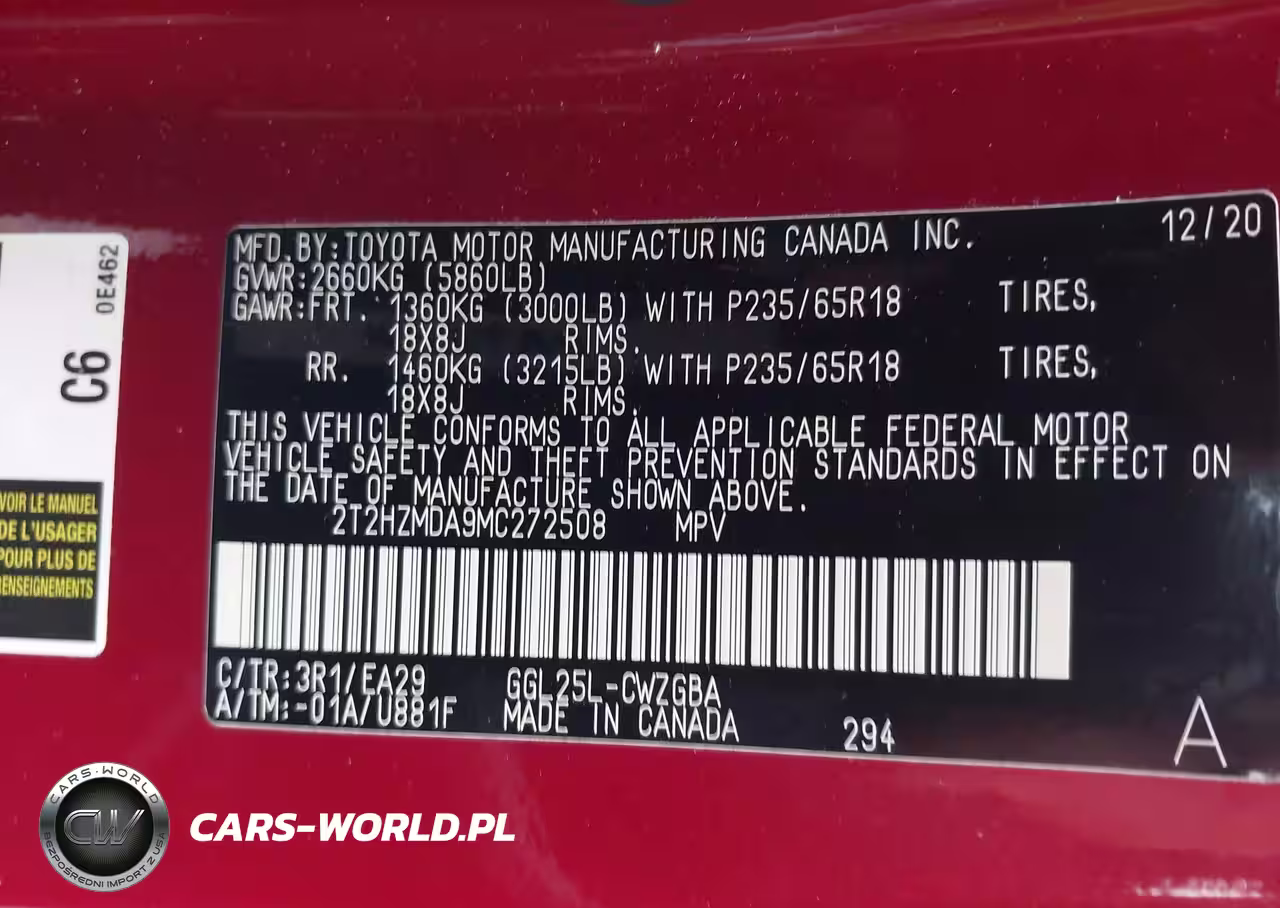 12/20
MFD.BY:TOYOTA MOTOR MANUFACTURING CANADA INC.
GVWR:2660KG (5860LB)
GAWR:FRT. 1360KG (3000LB) WITH P235/65R18 TIRES,
18X8J RIMS.
RR. 1460KG (3215LB) WITH P235/65R18 TIRES,
18X8J RIMS.
THIS VEHICLE CONFORMS TO ALL APPLICABLE FEDERAL MOTOR
VEHICLE SAFETY AND THEFT PREVENTION STANDARDS IN EFFECT ON
THE DATE OF MANUFACTURE SHOWN ABOVE.
2T2HZMDA9MC272508 MPV
C/TR:3R1/EA29 GGL25L-CWZGBA
A/TM:-01A/U881F MADE IN CANADA 294 A
0E462
C6
VOIR LE MANUEL
DE L'USAGER
POUR PLUS DE
RENSEIGNEMENTS
CARS-WORLD
CW
BEZPOŚREDNI IMPORT Z USA
CARS-WORLD.PL